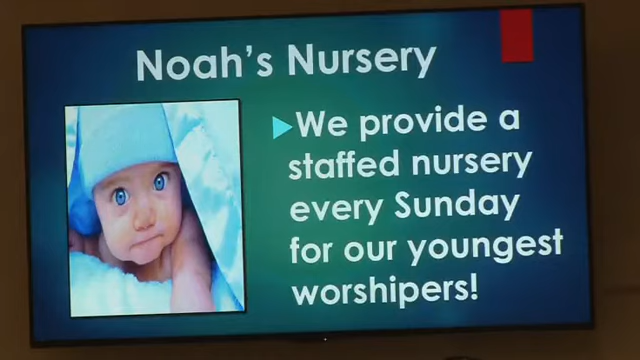 Noah's Nursery
We provide a
staffed nursery
every Sunday
for our youngest
worshipers!